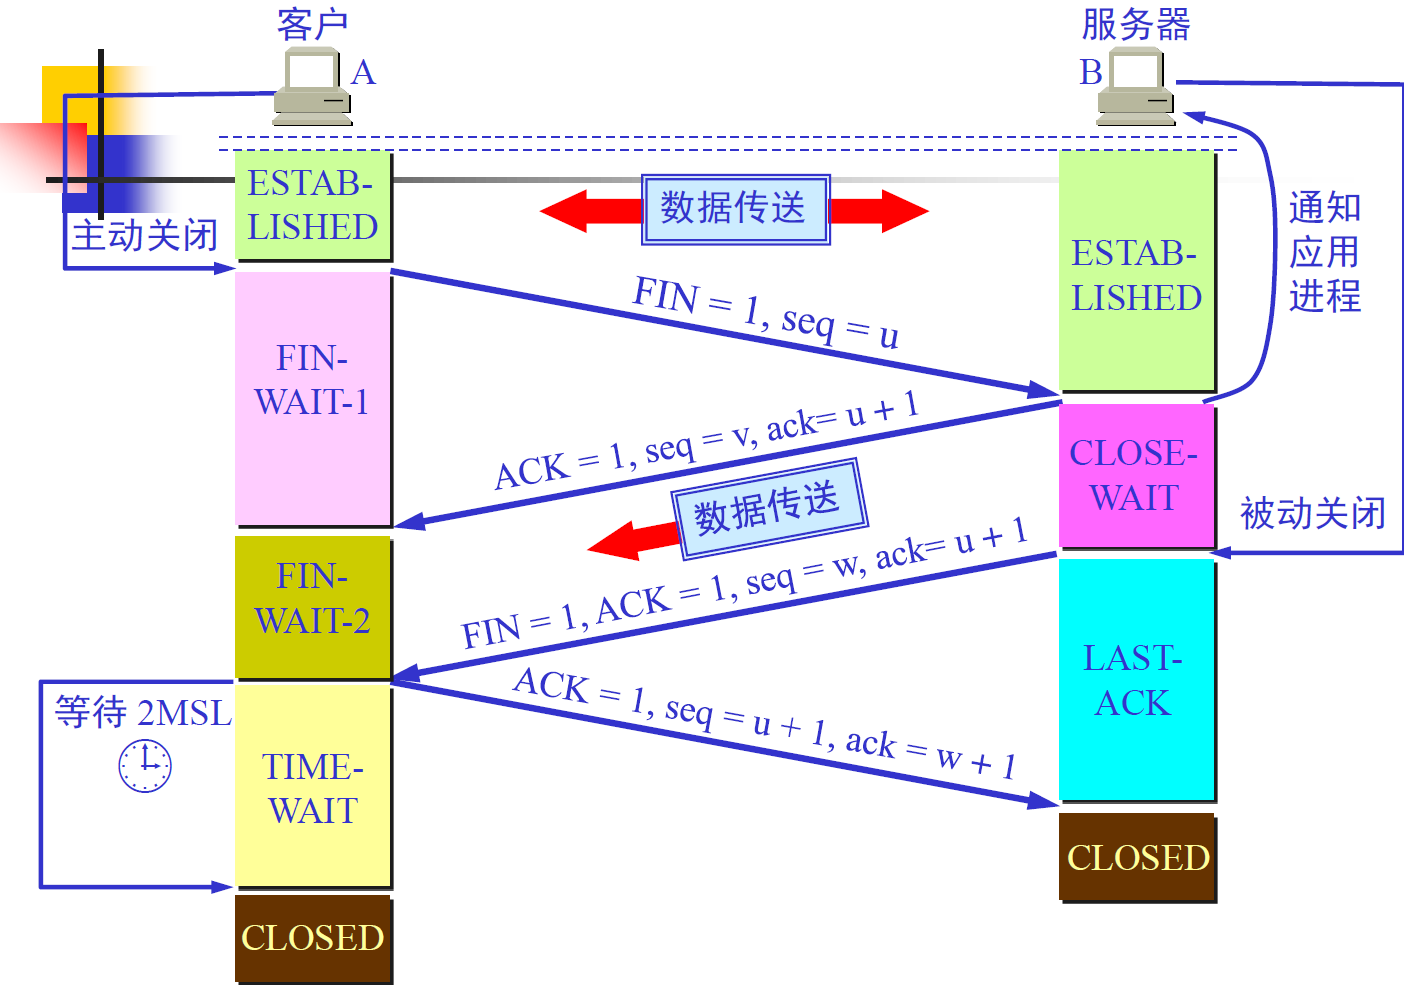 客户
服务器
A
B
ESTAB-
LISHED
数据传送
ESTAB-
LISHED
通知
应用
进程
主动关闭
FIN = 1, seq = u
FIN-
WAIT-1
ACK = 1, seq = v, ack= u + 1
CLOSE-
WAIT
数据传送
被动关闭
FIN-
WAIT-2
FIN = 1, ACK = 1, seq = w, ack= u + 1
LAST-
ACK
等待 2MSL
ACK = 1, seq = u + 1, ack = w + 1
TIME-
WAIT
CLOSED
CLOSED